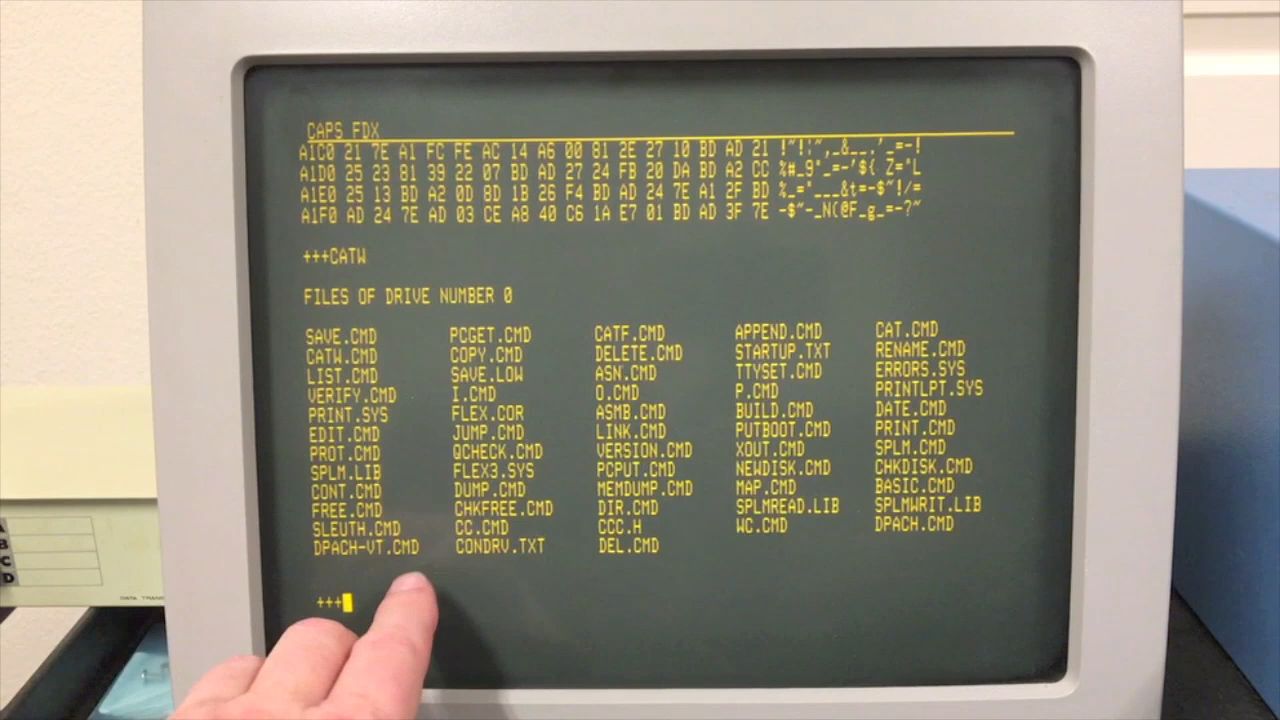 CAPS FDX
A1C0 21 7E A1 FC FE AC 14 A6 00 81 2E 27 10 BD AD 21 !~!¦~,_&__.'_=-!
A1D0 25 23 81 39 22 07 BD AD 27 24 FB 20 DA BD A2 CC %#_9"_=-'${ Z="L
A1E0 25 13 BD A2 0D 8D 1B 26 F4 BD AD 24 7E A1 2F BD %_="___&t=-$~!/=
A1F0 AD 24 7E AD 03 CE A8 40 C6 1A E7 01 BD AD 3F 7E -$~-_N(@F_g_=-?~
+++CATW
FILES OF DRIVE NUMBER 0
SAVE.CMD PCGET.CMD CATF.CMD APPEND.CMD CAT.CMD
CATW.CMD COPY.CMD DELETE.CMD STARTUP.TXT RENAME.CMD
LIST.CMD SAVE.LOW ASN.CMD TTYSET.CMD ERRORS.SYS
VERIFY.CMD I.CMD O.CMD P.CMD PRINTLPT.SYS
PRINT.SYS FLEX.COR ASMB.CMD BUILD.CMD DATE.CMD
EDIT.CMD JUMP.CMD LINK.CMD PUTBOOT.CMD PRINT.CMD
PROT.CMD QCHECK.CMD VERSION.CMD XOUT.CMD SPLM.CMD
SPLM.LIB FLEX3.SYS PCPUT.CMD NEWDISK.CMD CHKDISK.CMD
CONT.CMD DUMP.CMD MEMDUMP.CMD MAP.CMD BASIC.CMD
FREE.CMD CHKFREE.CMD DIR.CMD SPLMREAD.LIB SPLMWRIT.LIB
SLEUTH.CMD CC.CMD CCC.H WC.CMD DPACH.CMD
DPACH-VT.CMD CONDRV.TXT DEL.CMD
+++
B
C
D
DATA TRAN